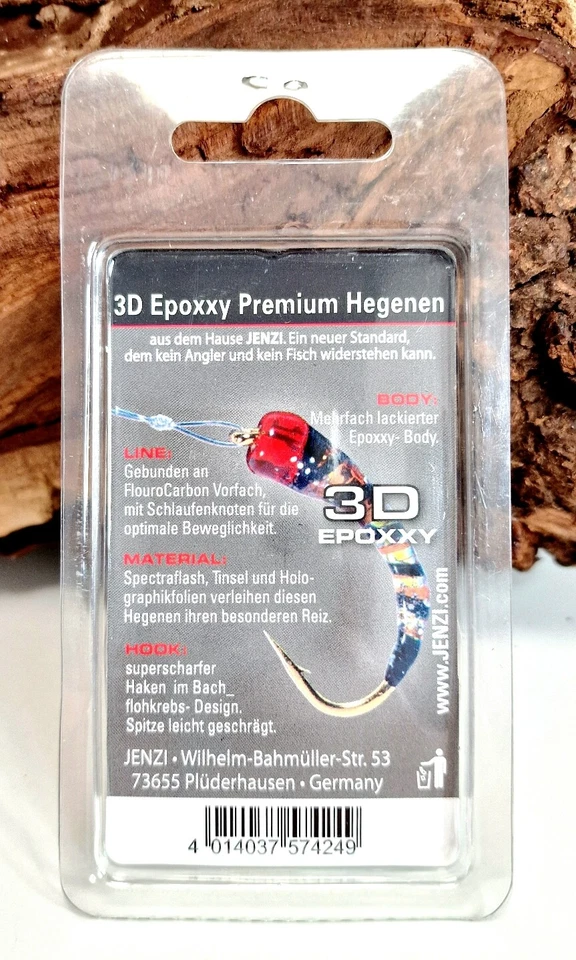 3D Epoxxy Premium Hegenen
aus dem Hause JENZI. Ein neuer Standard,
dem kein Angler und kein Fisch widerstehen kann.
BODY:
Mehrfach lackierter
Epoxxy- Body.
LINE:
Gebunden an
FlouroCarbon Vorfach,
mit Schlaufenknoten für die
optimale Beweglichkeit.
3D
EPOXXY
MATERIAL:
Spectraflash, Tinsel und Holo-
graphikfolien verleihen diesen
Hegenen ihren besonderen Reiz.
HOOK:
superscharfer
Haken im Bach_
flohkrebs- Design.
Spitze leicht geschrägt.
www.JENZI.com
JENZI • Wilhelm-Bahmüller-Str. 53
73655 Plüderhausen • Germany
4 014037 574249